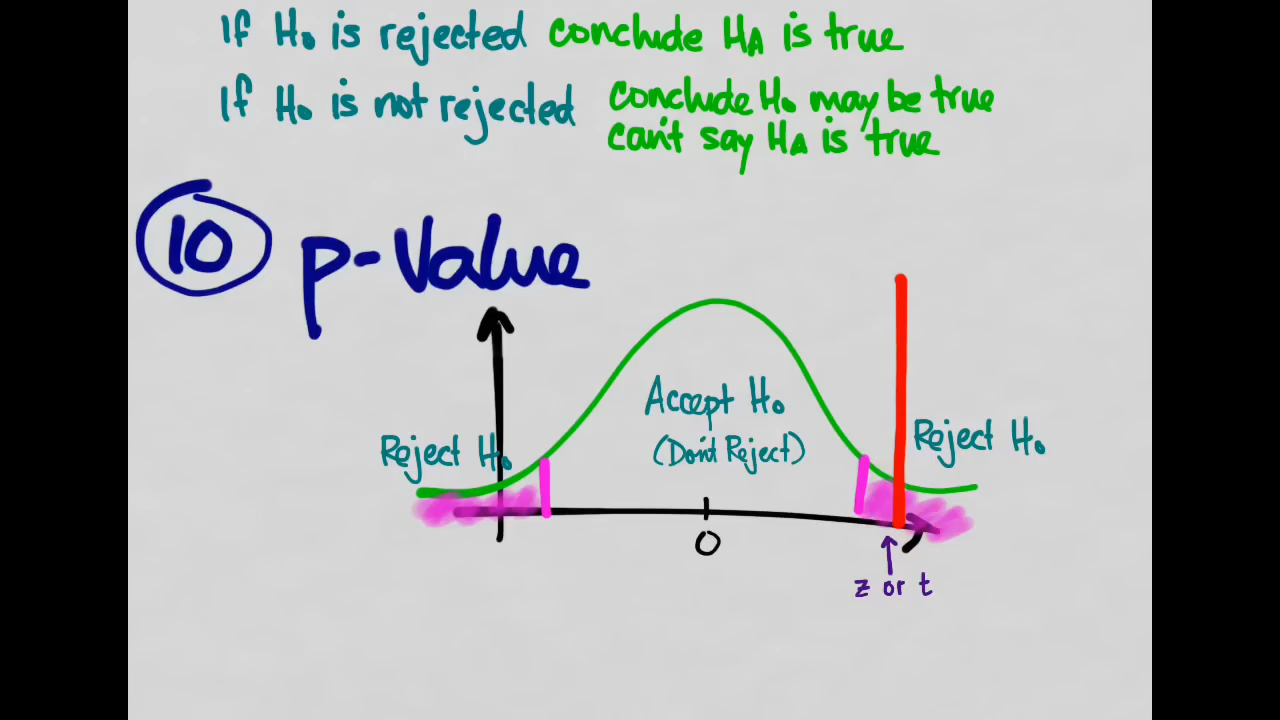 If H₀ is rejected conclude HA is true
If H₀ is not rejected conclude H₀ may be true
can't say HA is true
10 p-Value
Accept H₀
(Don't Reject)
Reject H₀
Reject H₀
0
z or t